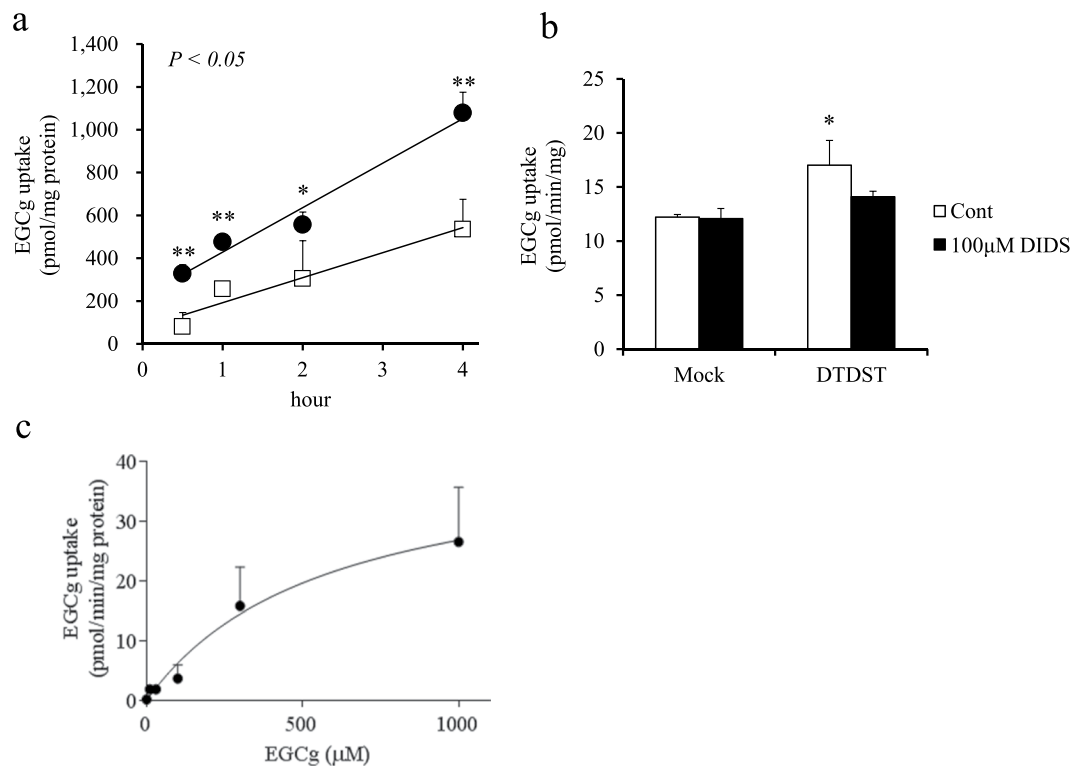 a
EGCg uptake
(pmol/mg protein)
1,400
1,200
1,000
800
600
400
200
0
P < 0.05
**
**
*
**
0
1
2
3
4
hour
b
EGCg uptake
(pmol/min/mg)
25
20
15
10
5
0
*
Mock
DTDST
Cont
100μM DIDS
c
EGCg uptake
(pmol/min/mg protein)
40
30
20
10
0
0
500
1000
EGCg (μM)